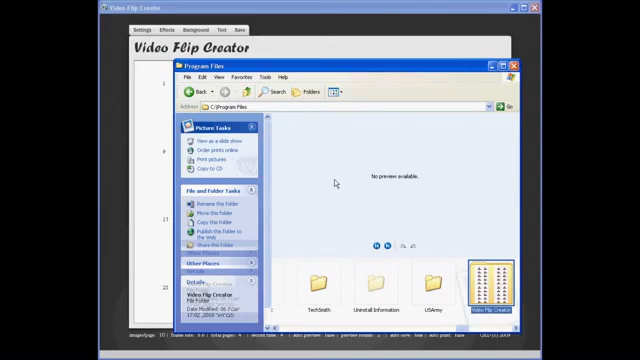 Video Flip Creator
Settings Effects Background Text Save
Video Flip Creator
Program Files
File Edit View Favorites Tools Help
Back Search Folders
Address C:\Program Files Go
Picture Tasks
View as a slide show
Order prints online
Print pictures
Copy to CD
File and Folder Tasks
Rename this folder
Move this folder
Copy this folder
Publish this folder to
the Web
Share this folder
Other Places
Details
Video Flip Creator
File Folder
No preview available.
TechSmith
Uninstall Information
USArmy
Video Flip Creator
1
9
17